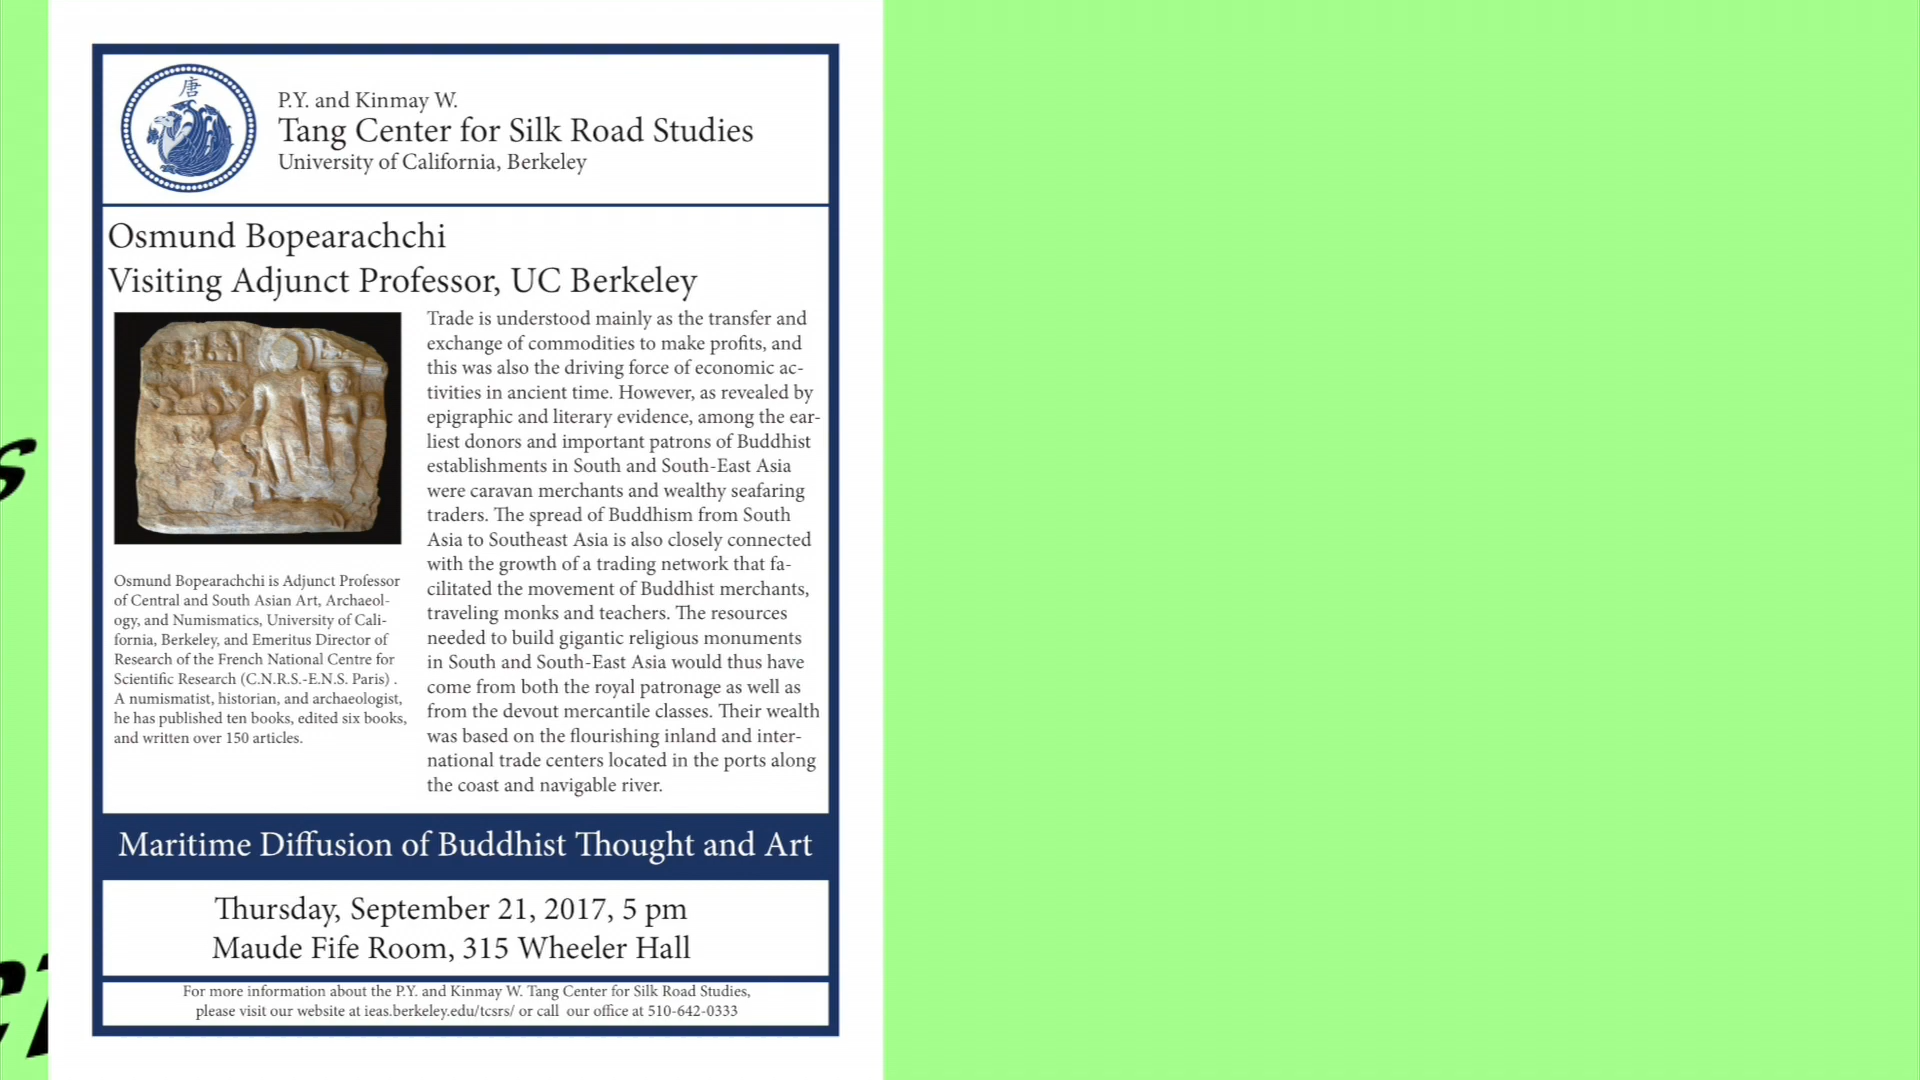 唐
P.Y. and Kinmay W.
Tang Center for Silk Road Studies
University of California, Berkeley
Osmund Bopearachchi
Visiting Adjunct Professor, UC Berkeley
Osmund Bopearachchi is Adjunct Professor
of Central and South Asian Art, Archaeol-
ogy, and Numismatics, University of Cali-
fornia, Berkeley, and Emeritus Director of
Research of the French National Centre for
Scientific Research (C.N.R.S.-E.N.S. Paris) .
A numismatist, historian, and archaeologist,
he has published ten books, edited six books,
and written over 150 articles.
Trade is understood mainly as the transfer and
exchange of commodities to make profits, and
this was also the driving force of economic ac-
tivities in ancient time. However, as revealed by
epigraphic and literary evidence, among the ear-
liest donors and important patrons of Buddhist
establishments in South and South-East Asia
were caravan merchants and wealthy seafaring
traders. The spread of Buddhism from South
Asia to Southeast Asia is also closely connected
with the growth of a trading network that fa-
cilitated the movement of Buddhist merchants,
traveling monks and teachers. The resources
needed to build gigantic religious monuments
in South and South-East Asia would thus have
come from both the royal patronage as well as
from the devout mercantile classes. Their wealth
was based on the flourishing inland and inter-
national trade centers located in the ports along
the coast and navigable river.
Maritime Diffusion of Buddhist Thought and Art
Thursday, September 21, 2017, 5 pm
Maude Fife Room, 315 Wheeler Hall
For more information about the P.Y. and Kinmay W. Tang Center for Silk Road Studies,
please visit our website at ieas.berkeley.edu/tcsrs/ or call our office at 510-642-0333